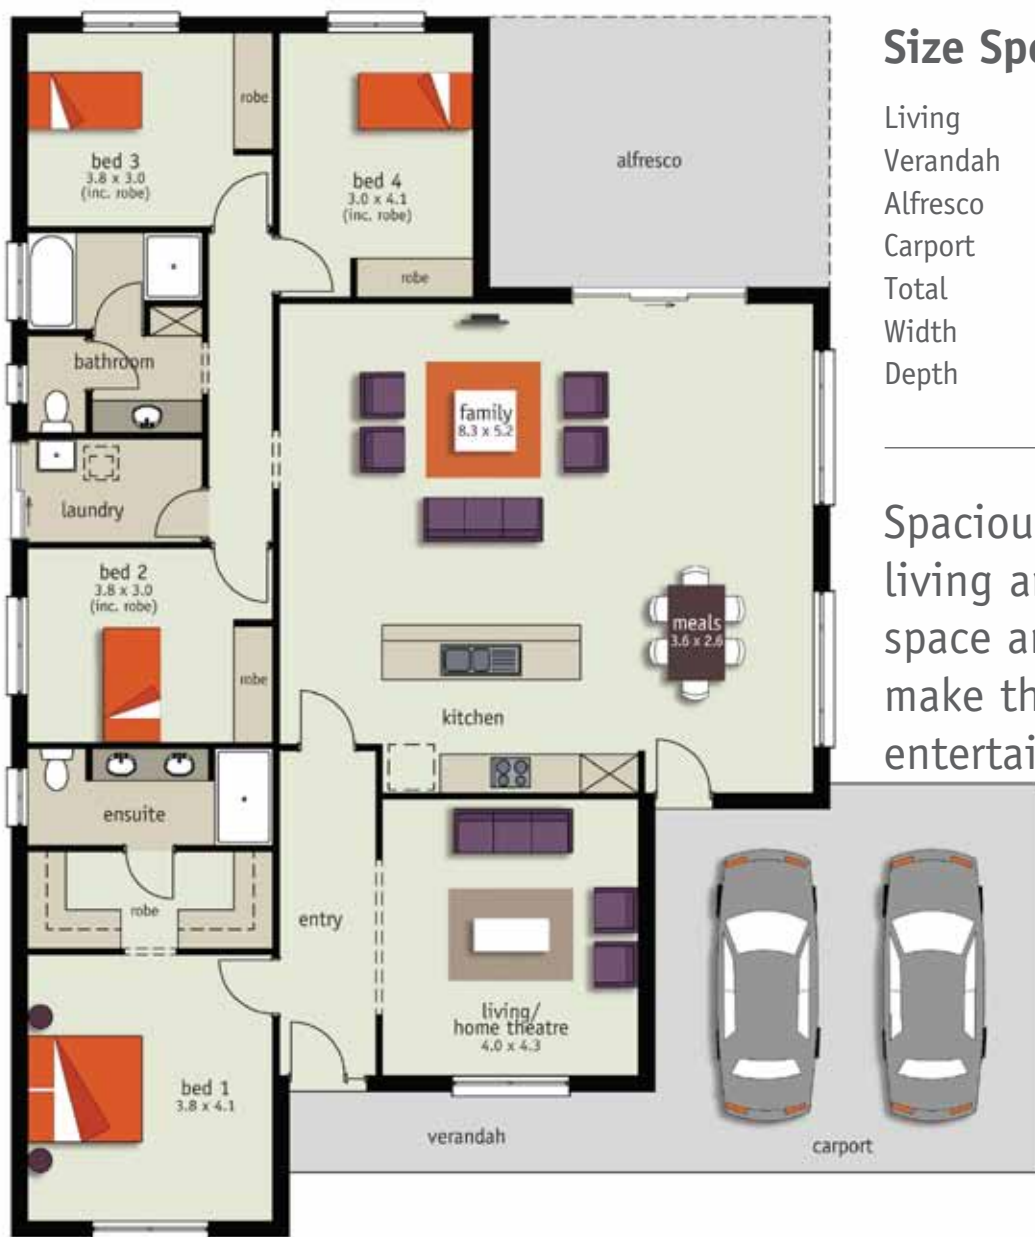 robe
bed 3
3.8 x 3.0
(inc. robe)
bed 4
3.0 x 4.1
(inc. robe)
robe
alfresco
bathroom
family
8.3 x 5.2
laundry
bed 2
3.8 x 3.0
(inc. robe)
robe
meals
3.6 x 2.6
kitchen
ensuite
robe
entry
living/
home theatre
4.0 x 4.3
bed 1
3.8 x 4.1
verandah
carport
Size Spe
Living
Verandah
Alfresco
Carport
Total
Width
Depth
Spaciou
living a
space a
make th
entertai